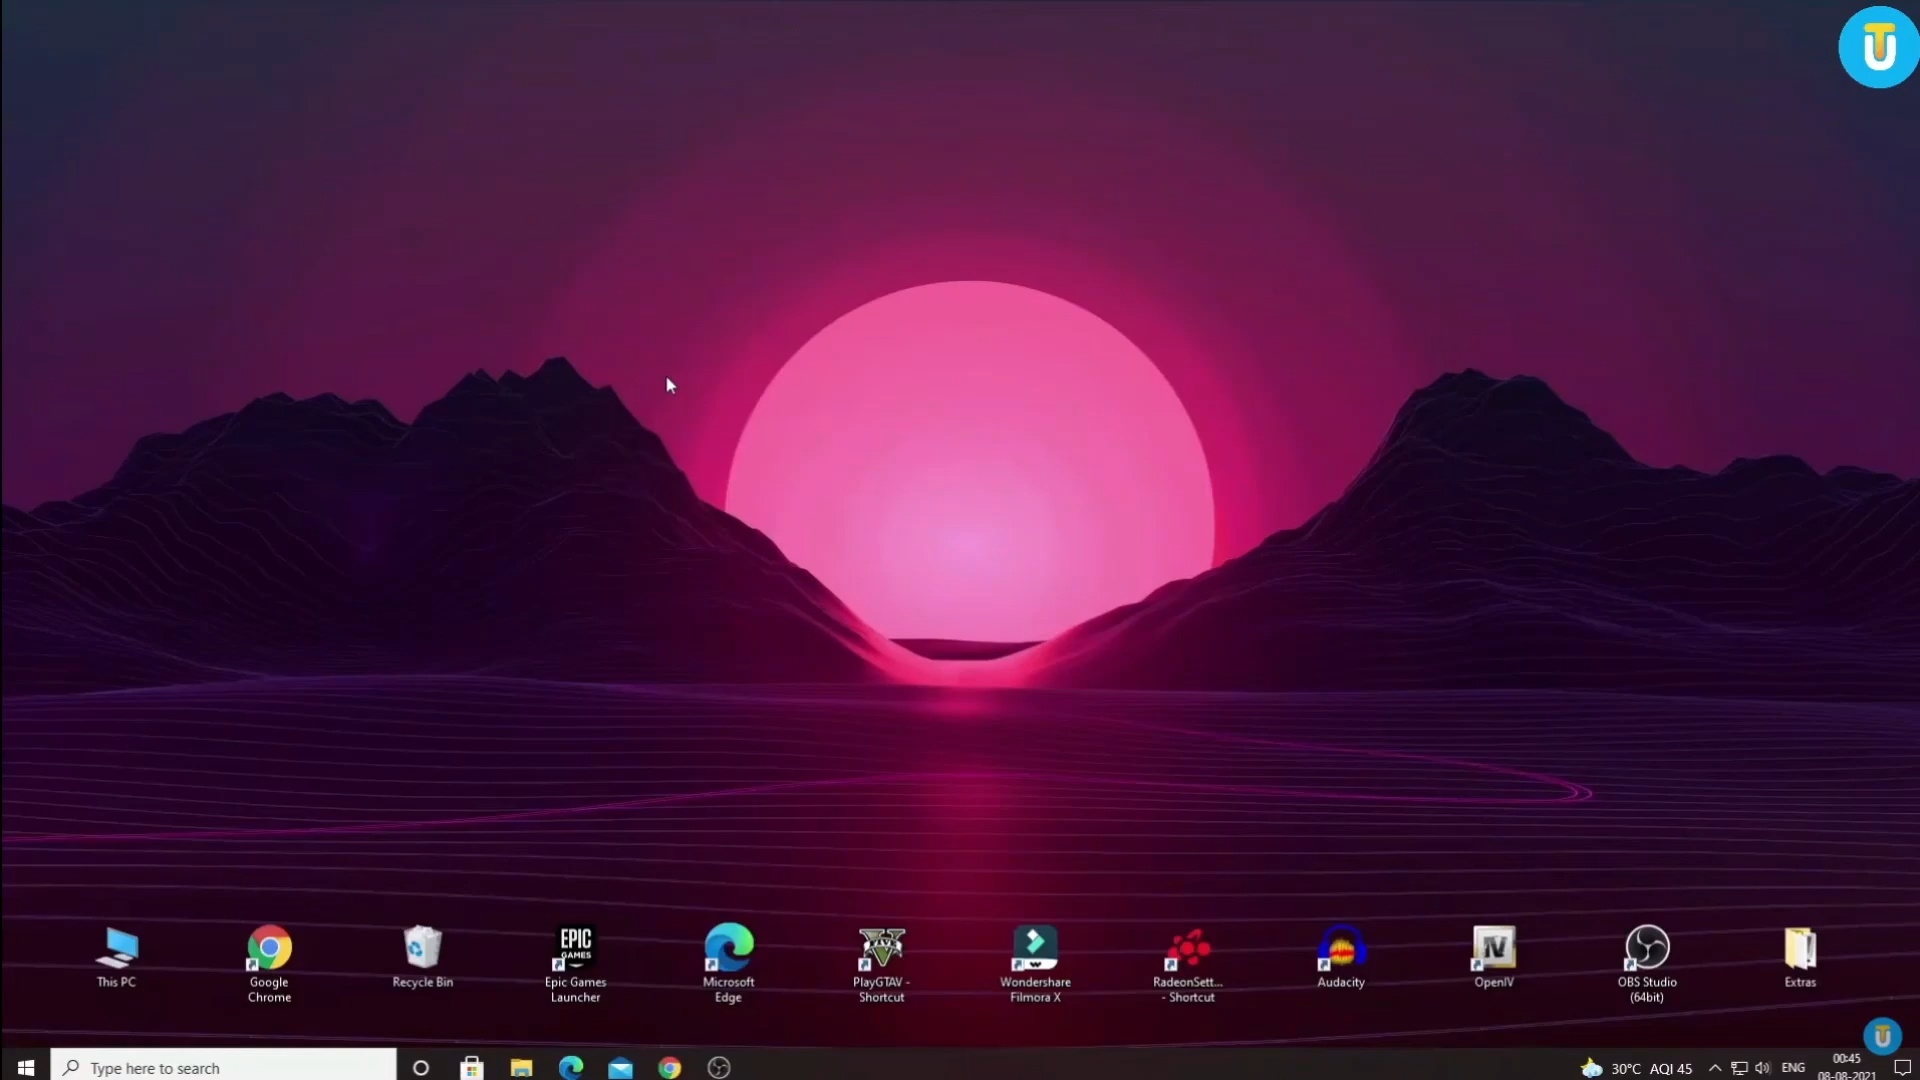 This PC
Google
Chrome
Recycle Bin
EPIC
GAMES
Epic Games
Launcher
Microsoft
Edge
FIVE
PlayGTAV -
Shortcut
Wondershare
Filmora X
RadeonSett...
- Shortcut
Audacity
IV
OpenIV
OBS Studio
(64bit)
Extras
Type here to search
30°C AQI 45
ENG
00:45
08-08-2021